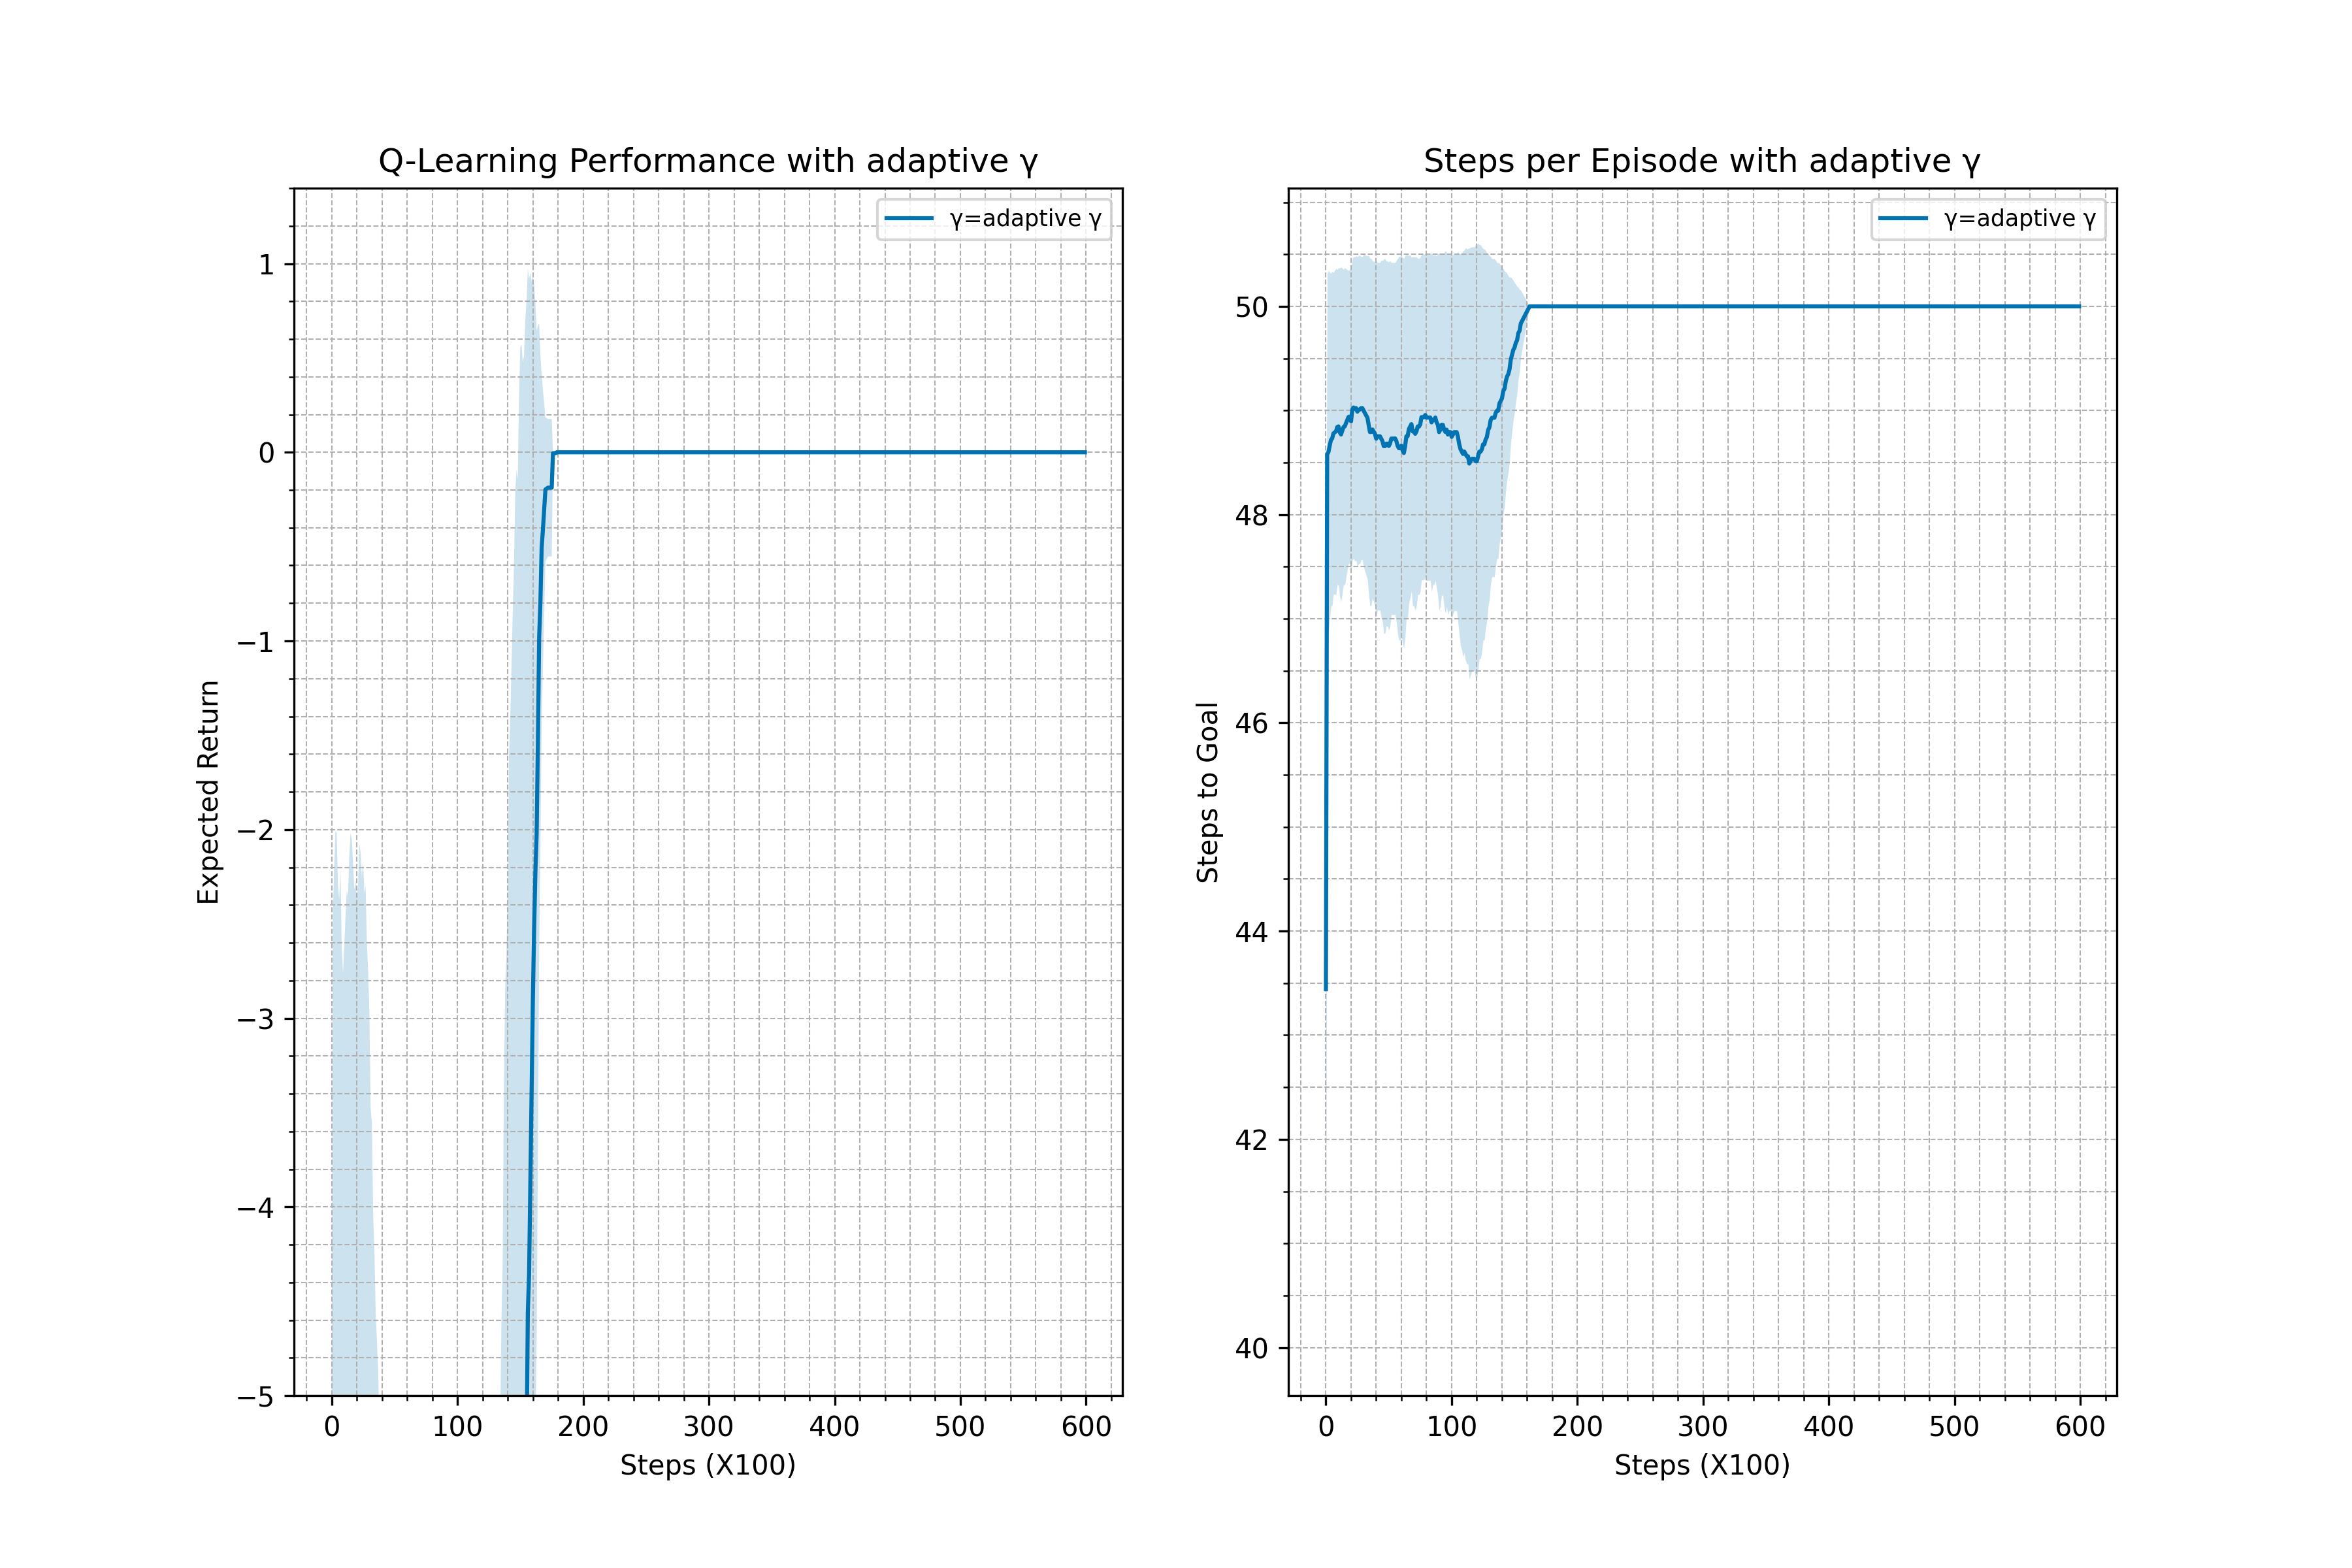 Q-Learning Performance with adaptive γ
γ=adaptive γ
1
0
−1
−2
−3
−4
−5
Expected Return
0 100 200 300 400 500 600
Steps (X100)
Steps per Episode with adaptive γ
γ=adaptive γ
50
48
46
44
42
40
Steps to Goal
0 100 200 300 400 500 600
Steps (X100)